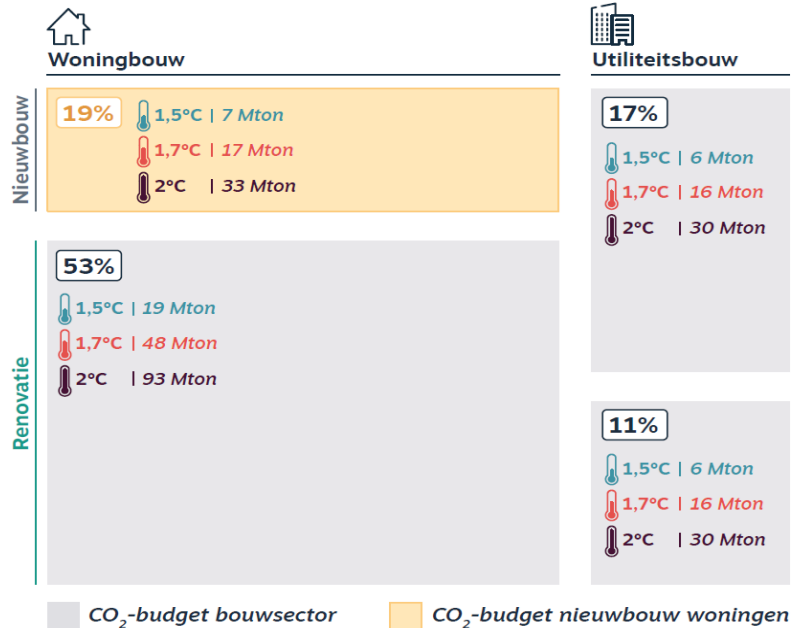 Woningbouw
Utiliteitsbouw
Nieuwbouw
19%
1,5°C | 7 Mton
1,7°C | 17 Mton
2°C | 33 Mton
17%
1,5°C | 6 Mton
1,7°C | 16 Mton
2°C | 30 Mton
Renovatie
53%
1,5°C | 19 Mton
1,7°C | 48 Mton
2°C | 93 Mton
11%
1,5°C | 6 Mton
1,7°C | 16 Mton
2°C | 30 Mton
CO₂-budget bouwsector
CO₂-budget nieuwbouw woningen